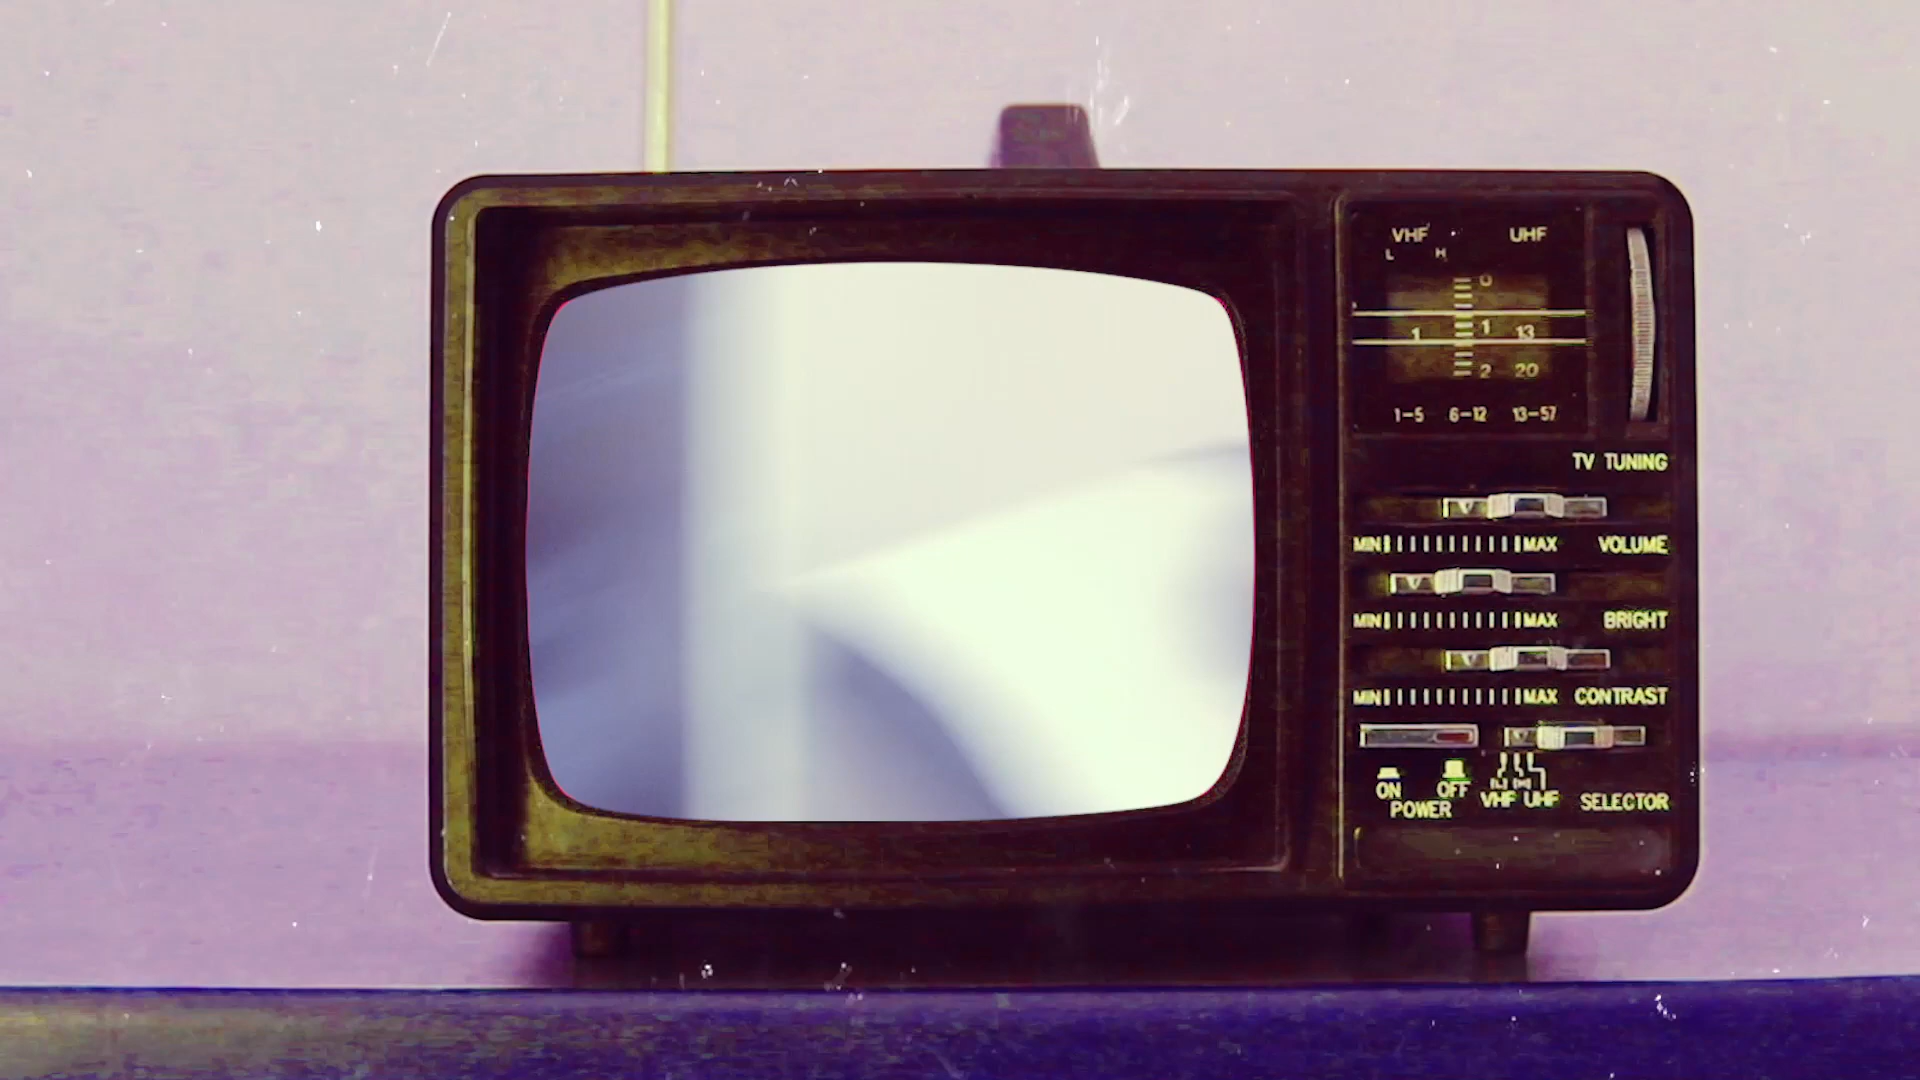 VHF UHF
L H
0
1 1 13
2 20
1-5 6-12 13-57
TV TUNING
MIN MAX VOLUME
MIN MAX BRIGHT
MIN MAX CONTRAST
ON OFF VHF UHF SELECTOR
POWER